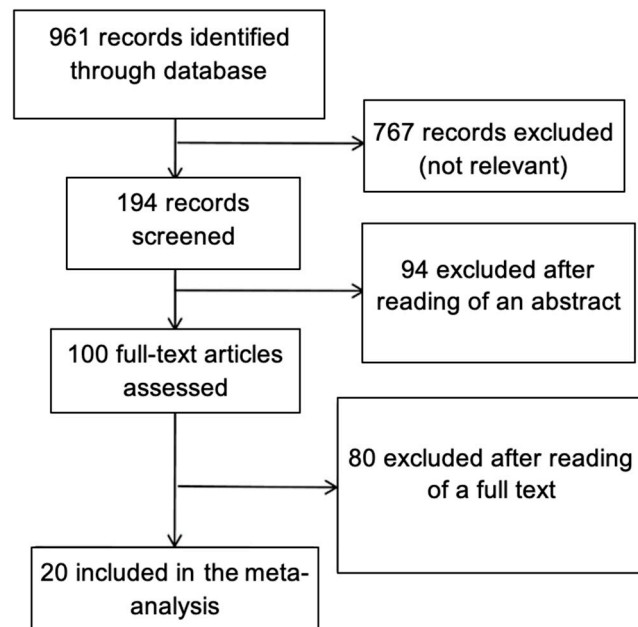 961 records identified
through database
767 records excluded
(not relevant)
194 records
screened
94 excluded after
reading of an abstract
100 full-text articles
assessed
80 excluded after reading
of a full text
20 included in the meta-
analysis